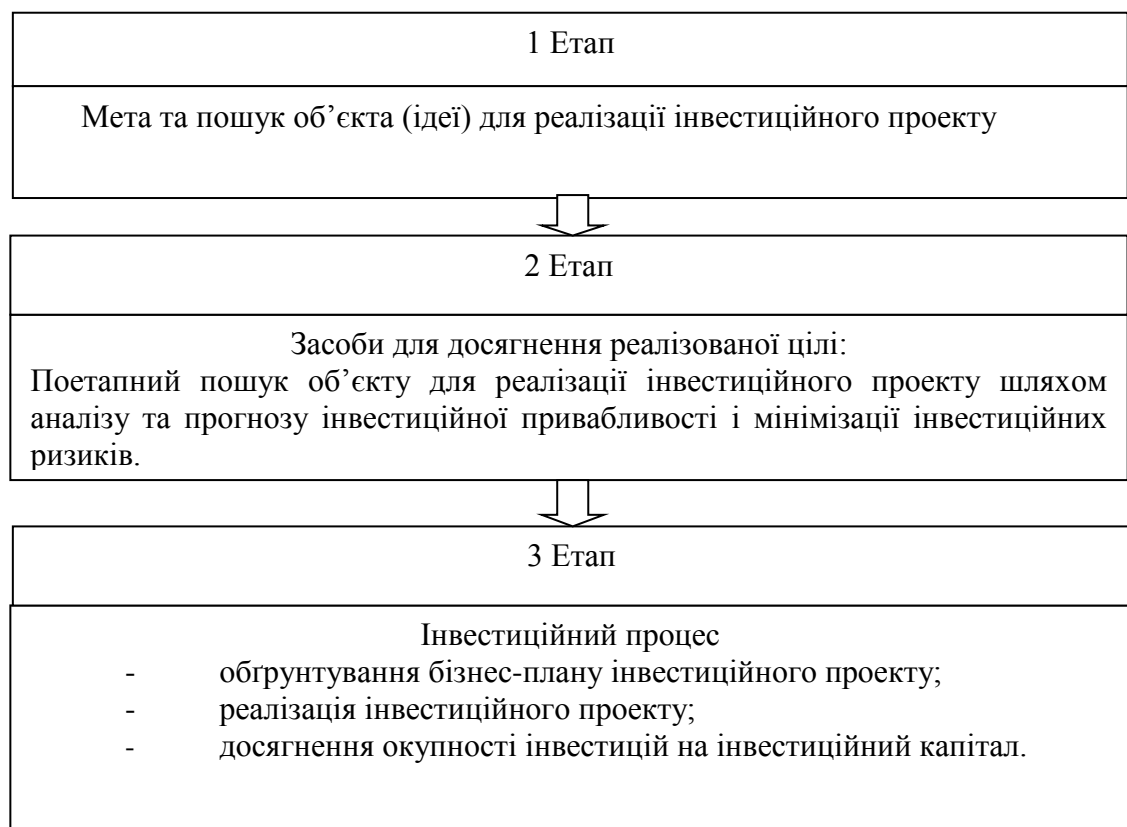 1 Етап
Мета та пошук об’єкта (ідеї) для реалізації інвестиційного проекту
2 Етап
Засоби для досягнення реалізованої цілі:
Поетапний пошук об’єкту для реалізації інвестиційного проекту шляхом
аналізу та прогнозу інвестиційної привабливості і мінімізації інвестиційних
ризиків.
3 Етап
Інвестиційний процес
- обґрунтування бізнес-плану інвестиційного проекту;
- реалізація інвестиційного проекту;
- досягнення окупності інвестицій на інвестиційний капітал.